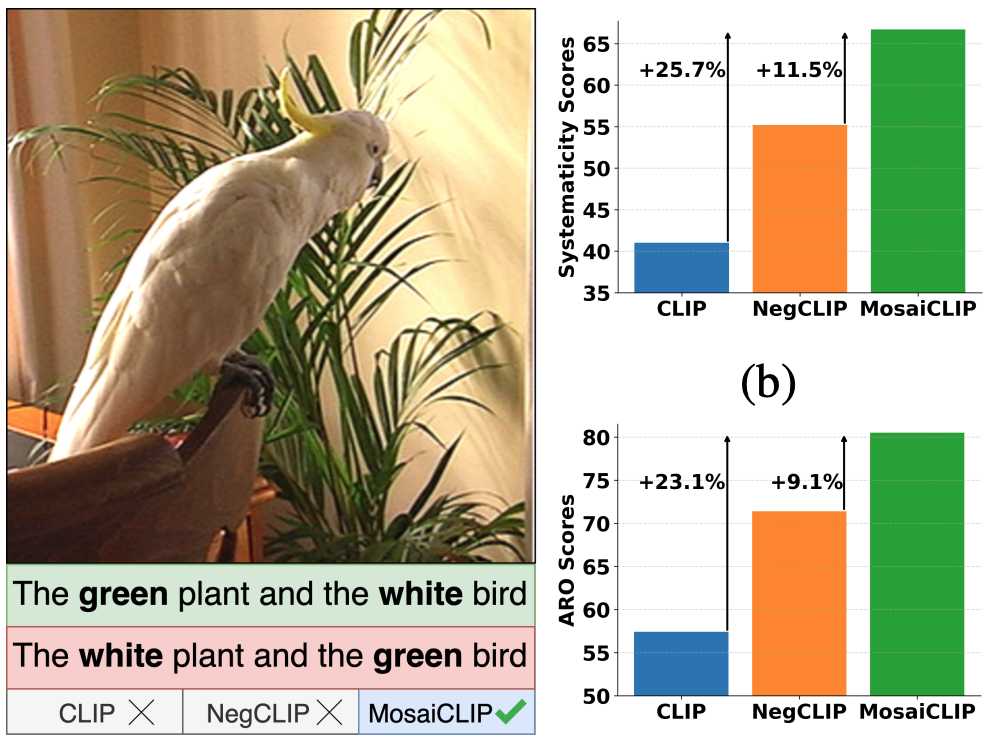 The green plant and the white bird
The white plant and the green bird
CLIP NegCLIP MosaiCLIP
Systematicity Scores
65
60
55
50
45
40
35
+25.7% +11.5%
CLIP NegCLIP MosaiCLIP
(b)
ARO Scores
80
75
70
65
60
55
50
+23.1% +9.1%
CLIP NegCLIP MosaiCLIP